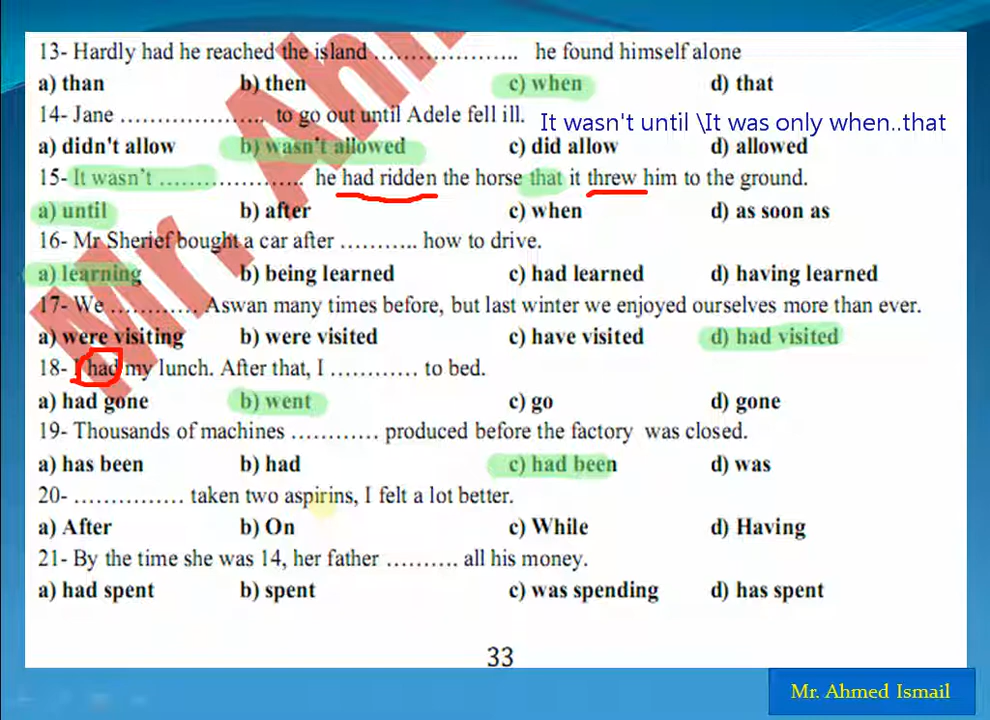 13- Hardly had he reached the island ……………….. he found himself alone
a) than b) then c) when d) that
14- Jane ………………….. to go out until Adele fell ill. It wasn't until \It was only when..that
a) didn't allow b) wasn't allowed c) did allow d) allowed
15- It wasn't ………………….. he had ridden the horse that it threw him to the ground.
a) until b) after c) when d) as soon as
16- Mr Sherief bought a car after ……….. how to drive.
a) learning b) being learned c) had learned d) having learned
17- We …………. Aswan many times before, but last winter we enjoyed ourselves more than ever.
a) were visiting b) were visited c) have visited d) had visited
18- I had my lunch. After that, I ………… to bed.
a) had gone b) went c) go d) gone
19- Thousands of machines ………… produced before the factory was closed.
a) has been b) had c) had been d) was
20- …………… taken two aspirins, I felt a lot better.
a) After b) On c) While d) Having
21- By the time she was 14, her father ………. all his money.
a) had spent b) spent c) was spending d) has spent
33
Mr. Ahmed Ismail